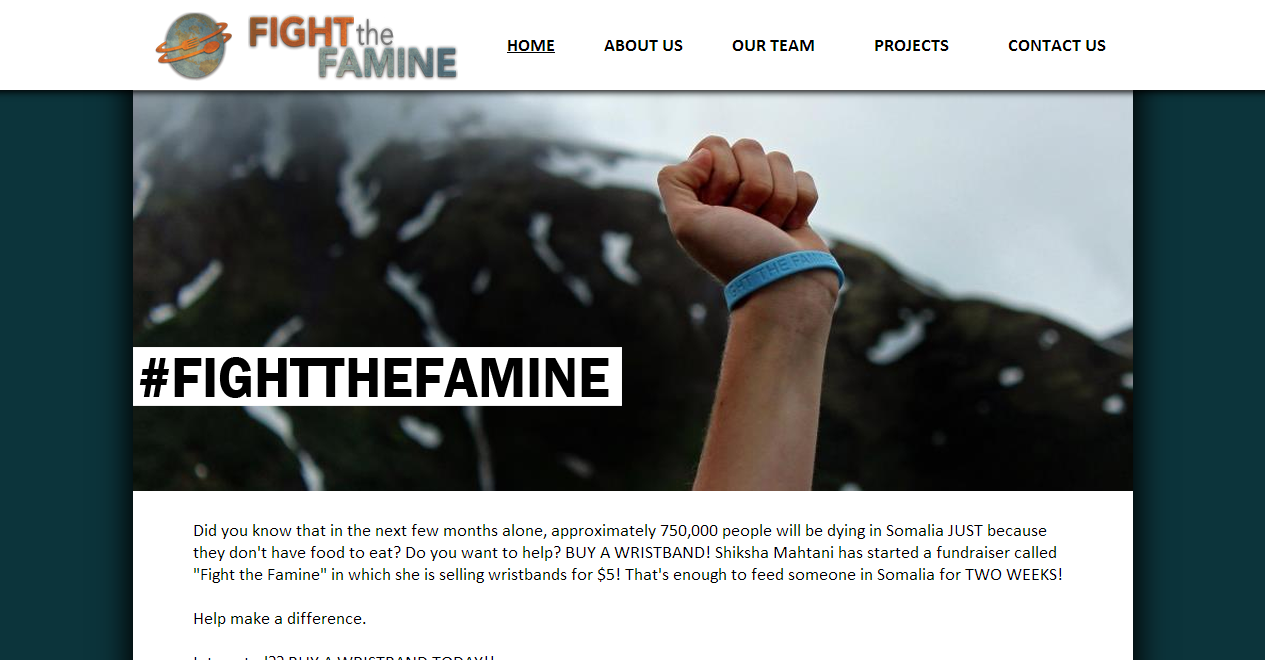 FIGHT the
FAMINE
HOME ABOUT US OUR TEAM PROJECTS CONTACT US
GHT THE FAMINE
#FIGHTTHEFAMINE
Did you know that in the next few months alone, approximately 750,000 people will be dying in Somalia JUST because
they don't have food to eat? Do you want to help? BUY A WRISTBAND! Shiksha Mahtani has started a fundraiser called
"Fight the Famine" in which she is selling wristbands for $5! That's enough to feed someone in Somalia for TWO WEEKS!
Help make a difference.
BUY A WRISTBAND TODAY!!